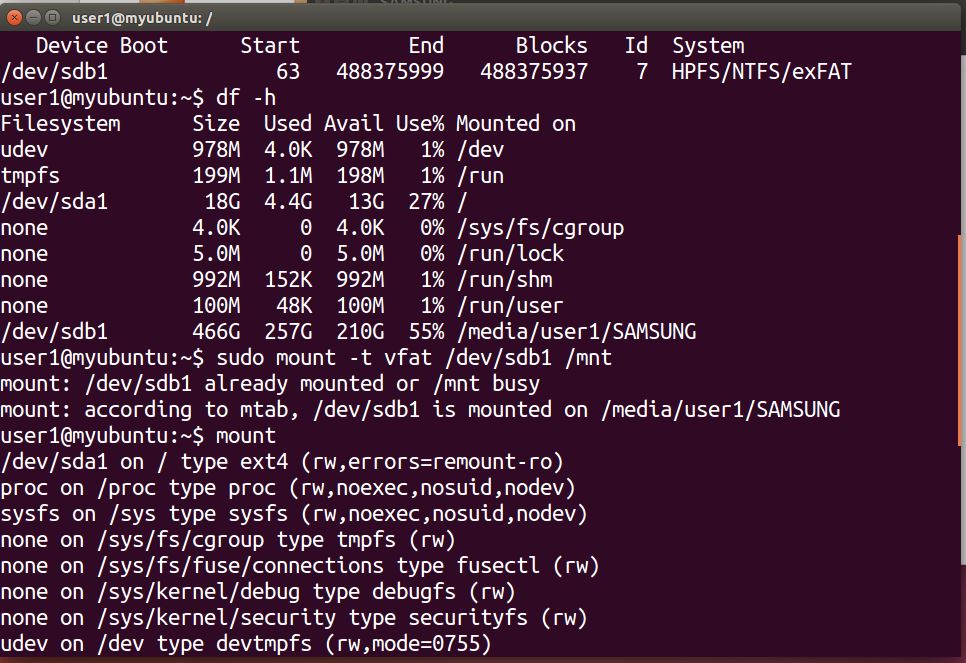 user1@myubuntu: /
Device Boot Start End Blocks Id System
/dev/sdb1 63 488375999 488375937 7 HPFS/NTFS/exFAT
user1@myubuntu:~$ df -h
Filesystem Size Used Avail Use% Mounted on
udev 978M 4.0K 978M 1% /dev
tmpfs 199M 1.1M 198M 1% /run
/dev/sda1 18G 4.4G 13G 27% /
none 4.0K 0 4.0K 0% /sys/fs/cgroup
none 5.0M 0 5.0M 0% /run/lock
none 992M 152K 992M 1% /run/shm
none 100M 48K 100M 1% /run/user
/dev/sdb1 466G 257G 210G 55% /media/user1/SAMSUNG
user1@myubuntu:~$ sudo mount -t vfat /dev/sdb1 /mnt
mount: /dev/sdb1 already mounted or /mnt busy
mount: according to mtab, /dev/sdb1 is mounted on /media/user1/SAMSUNG
user1@myubuntu:~$ mount
/dev/sda1 on / type ext4 (rw,errors=remount-ro)
proc on /proc type proc (rw,noexec,nosuid,nodev)
sysfs on /sys type sysfs (rw,noexec,nosuid,nodev)
none on /sys/fs/cgroup type tmpfs (rw)
none on /sys/fs/fuse/connections type fusectl (rw)
none on /sys/kernel/debug type debugfs (rw)
none on /sys/kernel/security type securityfs (rw)
udev on /dev type devtmpfs (rw,mode=0755)